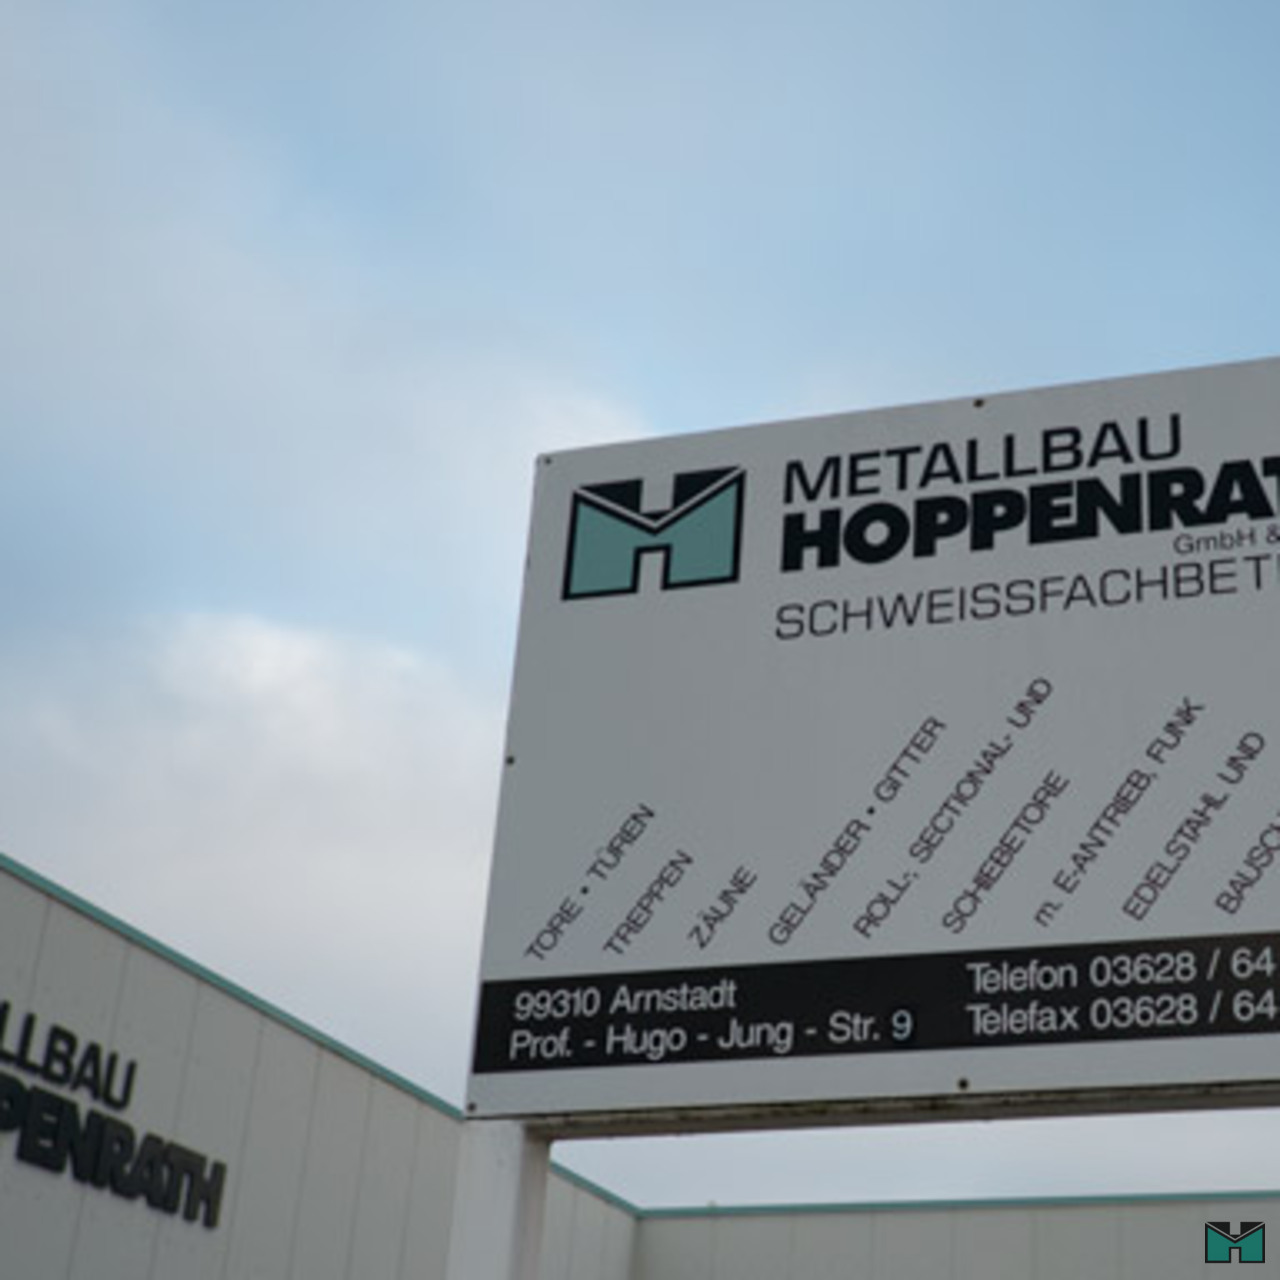 METALLBAU
HOPPENRAT
GmbH &
SCHWEISSFACHBET
TORE • TÜREN
TREPPEN
ZÄUNE
GELÄNDER • GITTER
ROLL-, SECTIONAL- UND
SCHIEBETORE
m. E-ANTRIEB, FUNK
EDELSTAHL UND
BAUSCH
99310 Arnstadt
Prof. - Hugo - Jung - Str. 9
Telefon 03628 / 64
Telefax 03628 / 64
LLBAU
PENRATH